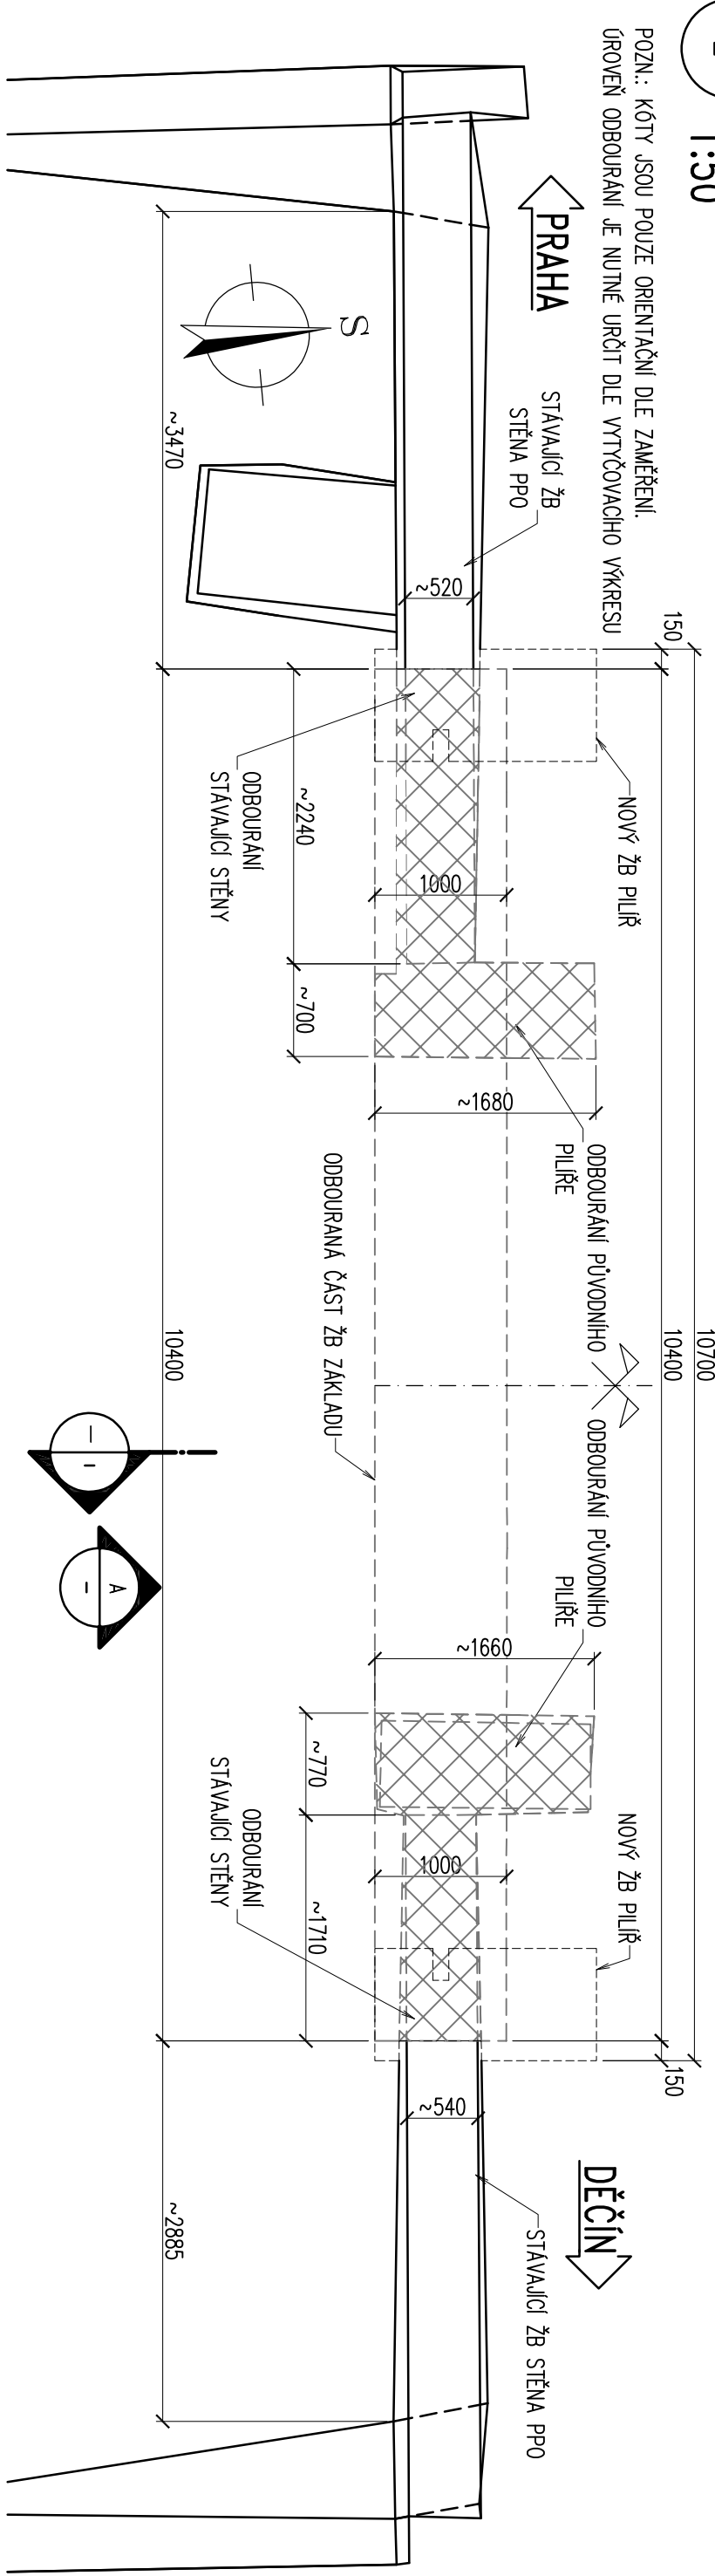 1:50
POZN.: KÓTY JSOU POUZE ORIENTAČNÍ DLE ZAMĚŘENÍ.
ÚROVEŇ ODBOURÁNÍ JE NUTNÉ URČIT DLE VYTYČOVACÍHO VÝKRESU
PRAHA
DĚČÍN
10700
150
10400
150
NOVÝ ŽB PILÍŘ
NOVÝ ŽB PILÍŘ
STÁVAJÍCÍ ŽB
STĚNA PPO
ODBOURÁNÍ PŮVODNÍHO
PILÍŘE
ODBOURÁNÍ PŮVODNÍHO
PILÍŘE
STÁVAJÍCÍ ŽB STĚNA PPO
~520
1000
~1680
~1660
1000
~540
S
~2240
~700
ODBOURANÁ ČÁST ŽB ZÁKLADU
~770
~1710
ODBOURÁNÍ
STÁVAJÍCÍ STĚNY
ODBOURÁNÍ
STÁVAJÍCÍ STĚNY
~3470
10400
~2885
A